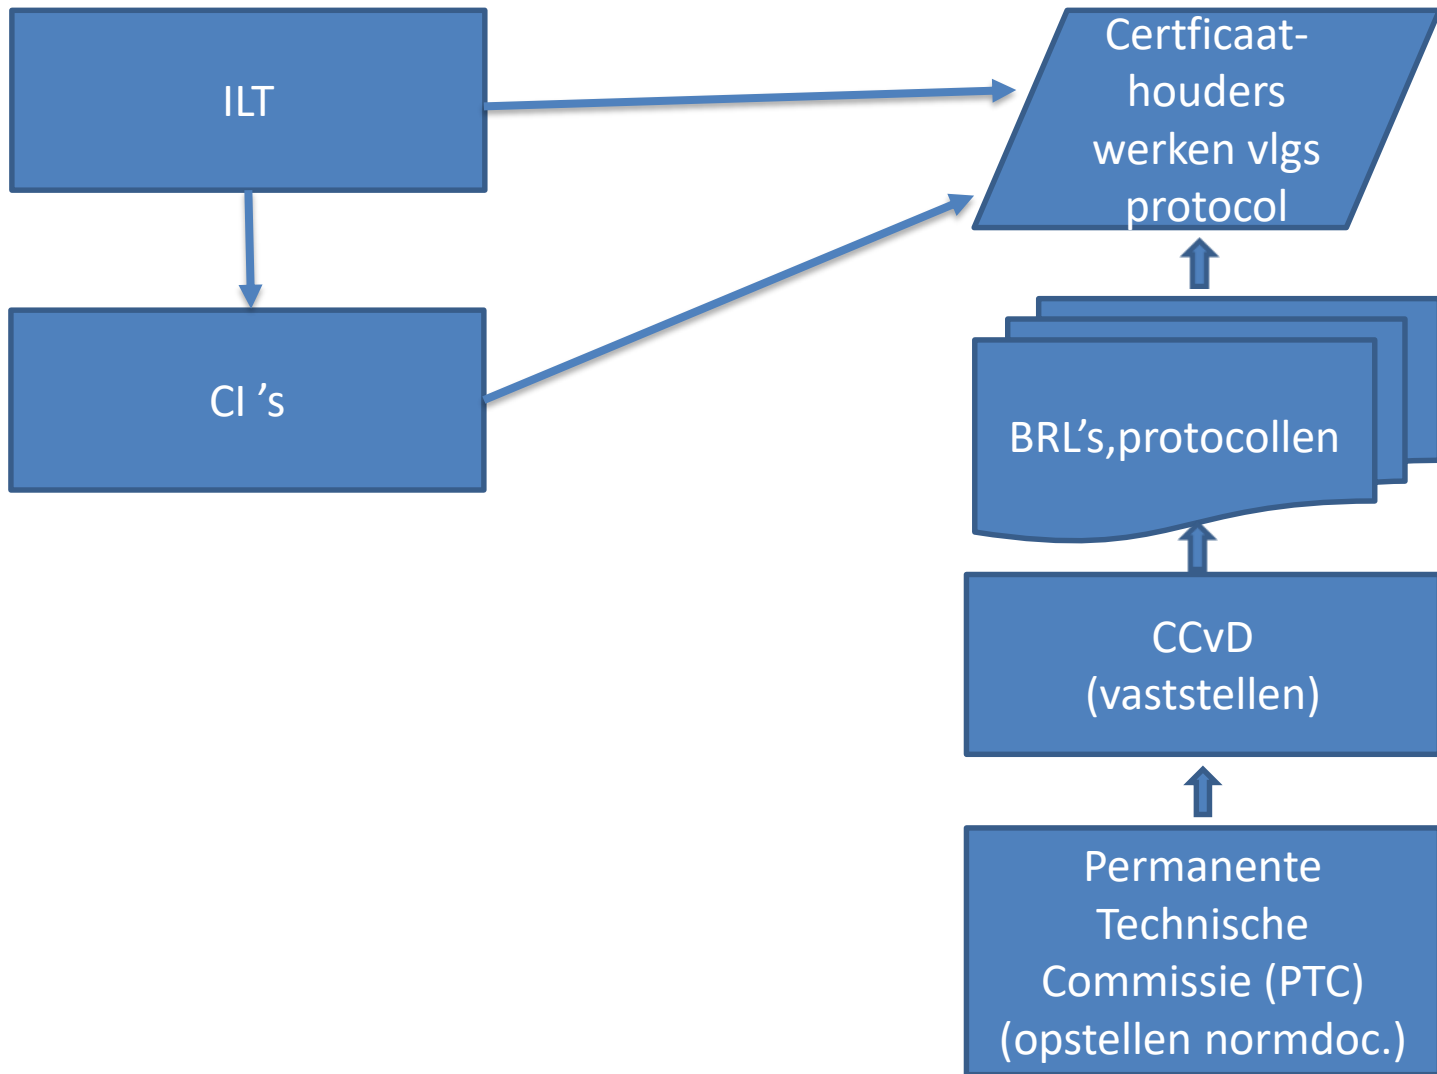 ILT
Certficaat-
houders
werken vlgs
protocol
CI ’s
BRL’s,protocollen
CCvD
(vaststellen)
Permanente
Technische
Commissie (PTC)
(opstellen normdoc.)